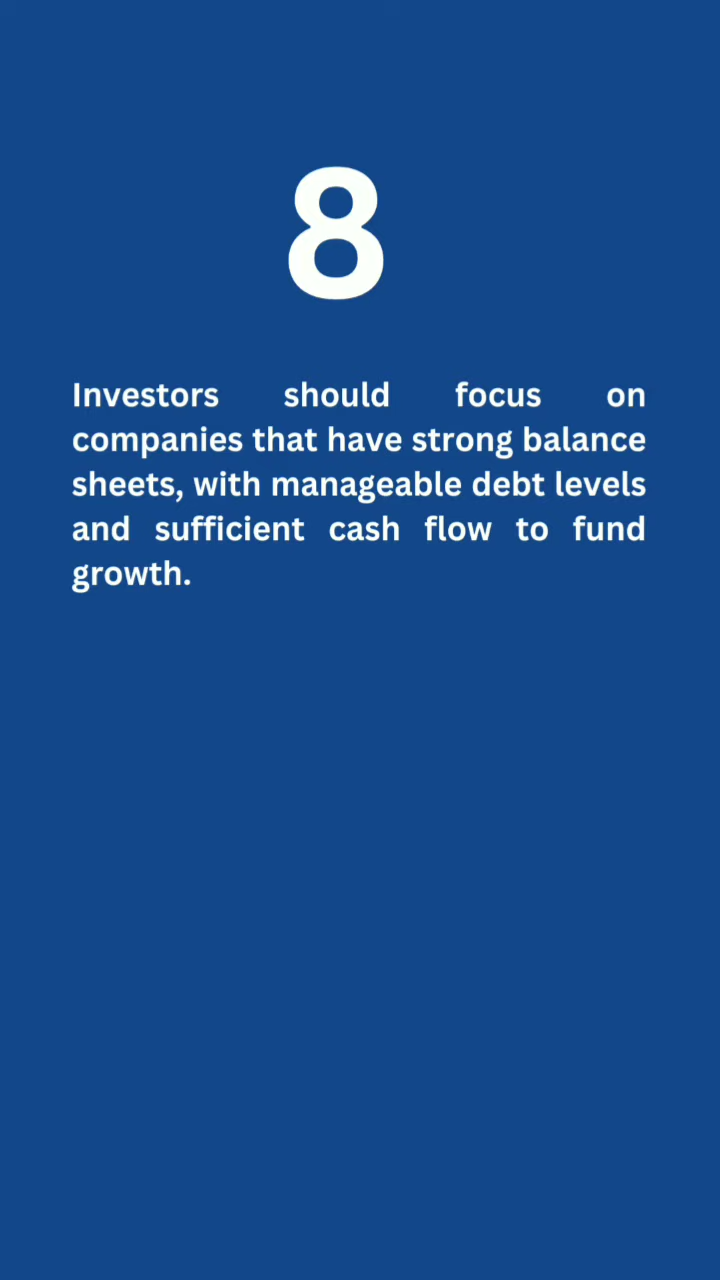 8
Investors should focus on
companies that have strong balance
sheets, with manageable debt levels
and sufficient cash flow to fund
growth.